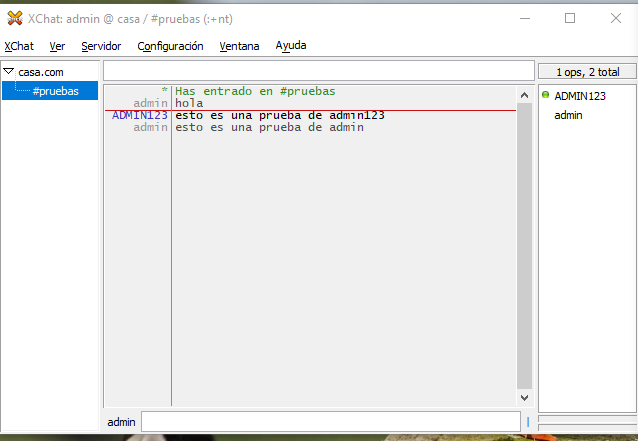 XChat: admin @ casa / #pruebas (:+nt)
XChat Ver Servidor Configuración Ventana Ayuda
casa.com
#pruebas
1 ops, 2 total
* Has entrado en #pruebas
admin hola
ADMIN123 esto es una prueba de admin123
admin esto es una prueba de admin
ADMIN123
admin
admin